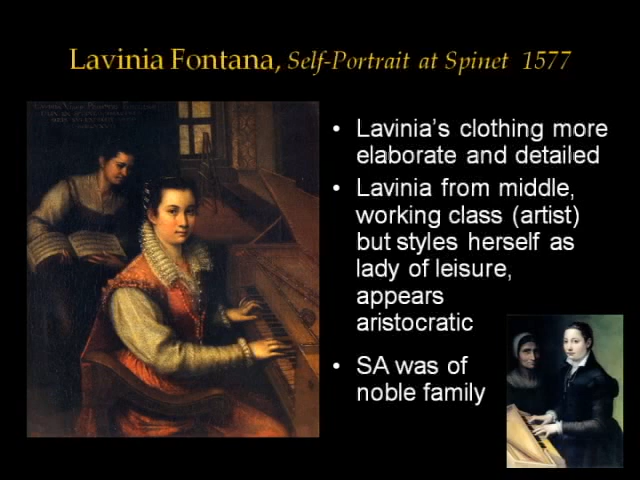 Lavinia Fontana, Self-Portrait at Spinet 1577
• Lavinia's clothing more
elaborate and detailed
• Lavinia from middle,
working class (artist)
but styles herself as
lady of leisure,
appears
aristocratic
• SA was of
noble family